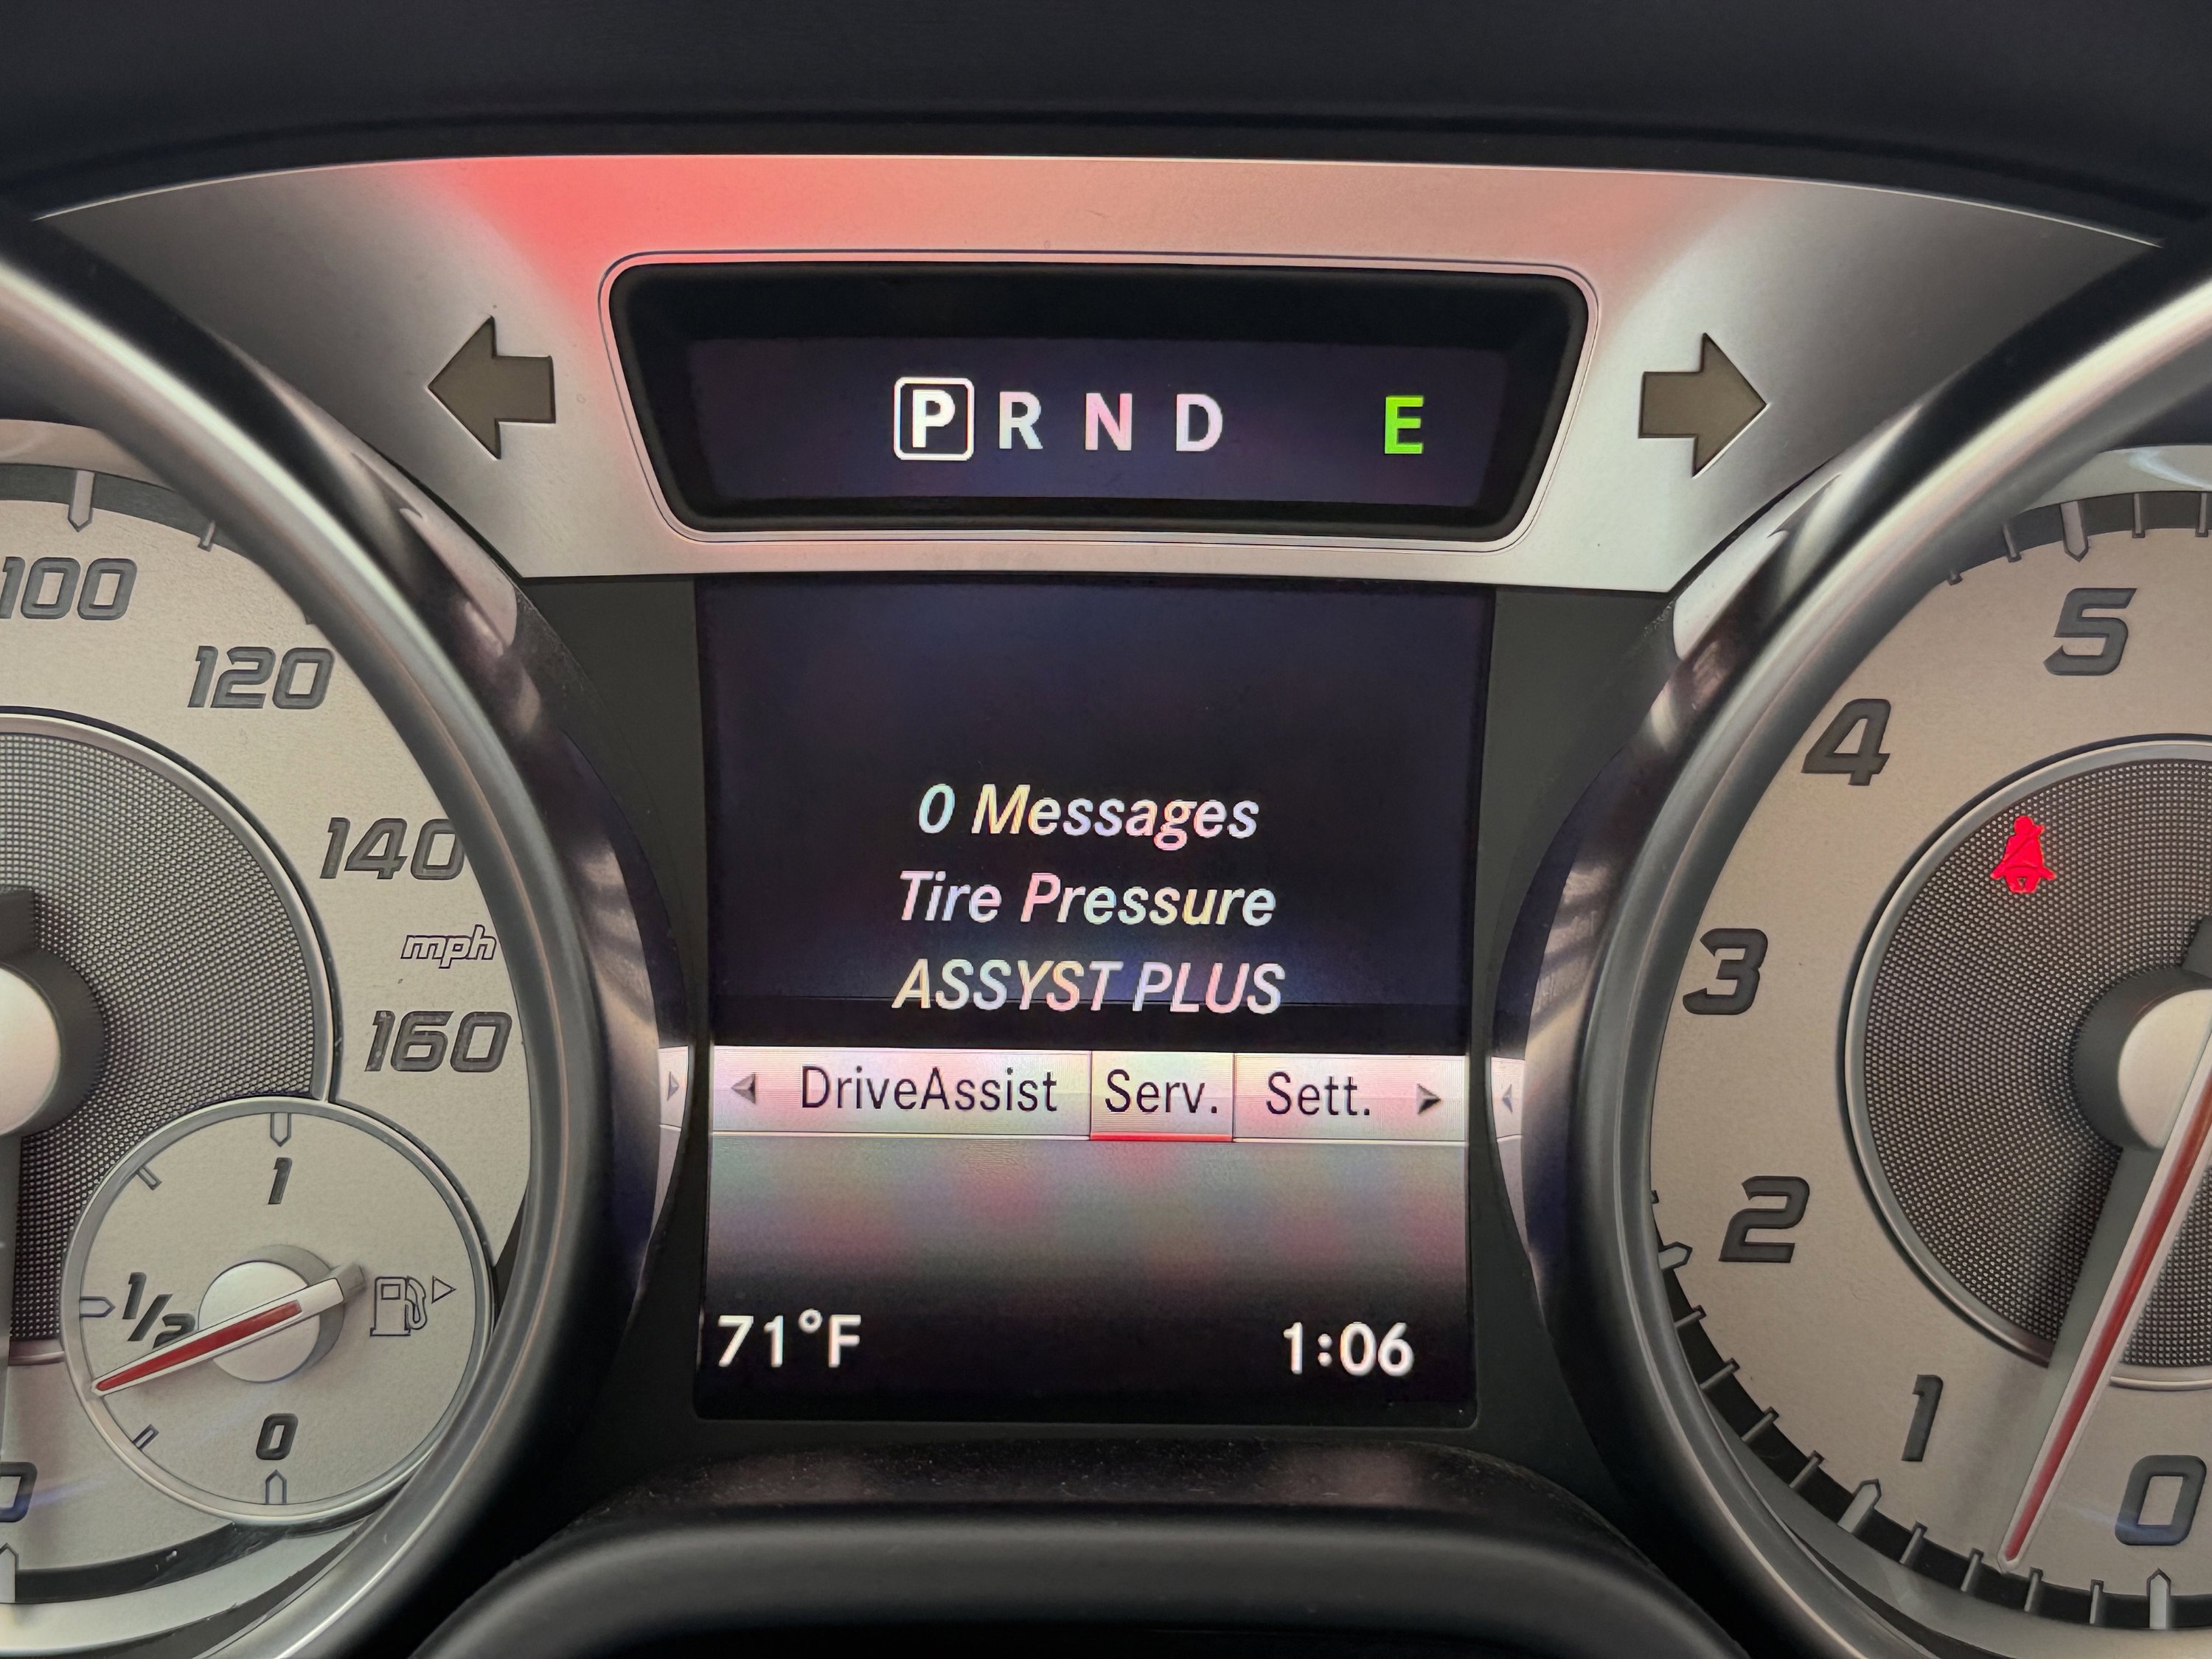 P R N D E
100
120
140
mph
160
1
1/2
0
0 Messages
Tire Pressure
ASSYST PLUS
DriveAssist Serv. Sett.
71°F 1:06
5
4
3
2
1
0